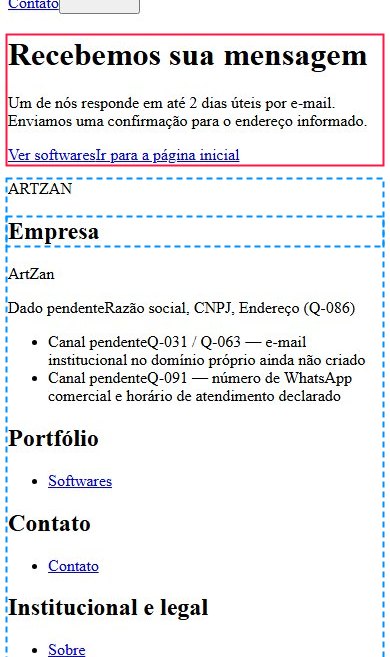 Contato
Recebemos sua mensagem
Um de nós responde em até 2 dias úteis por e-mail.
Enviamos uma confirmação para o endereço informado.
Ver softwaresIr para a página inicial
ARTZAN
Empresa
ArtZan
Dado pendenteRazão social, CNPJ, Endereço (Q-086)
Canal pendenteQ-031 / Q-063 — e-mail
institucional no domínio próprio ainda não criado
Canal pendenteQ-091 — número de WhatsApp
comercial e horário de atendimento declarado
Portfólio
Softwares
Contato
Contato
Institucional e legal
Sobre